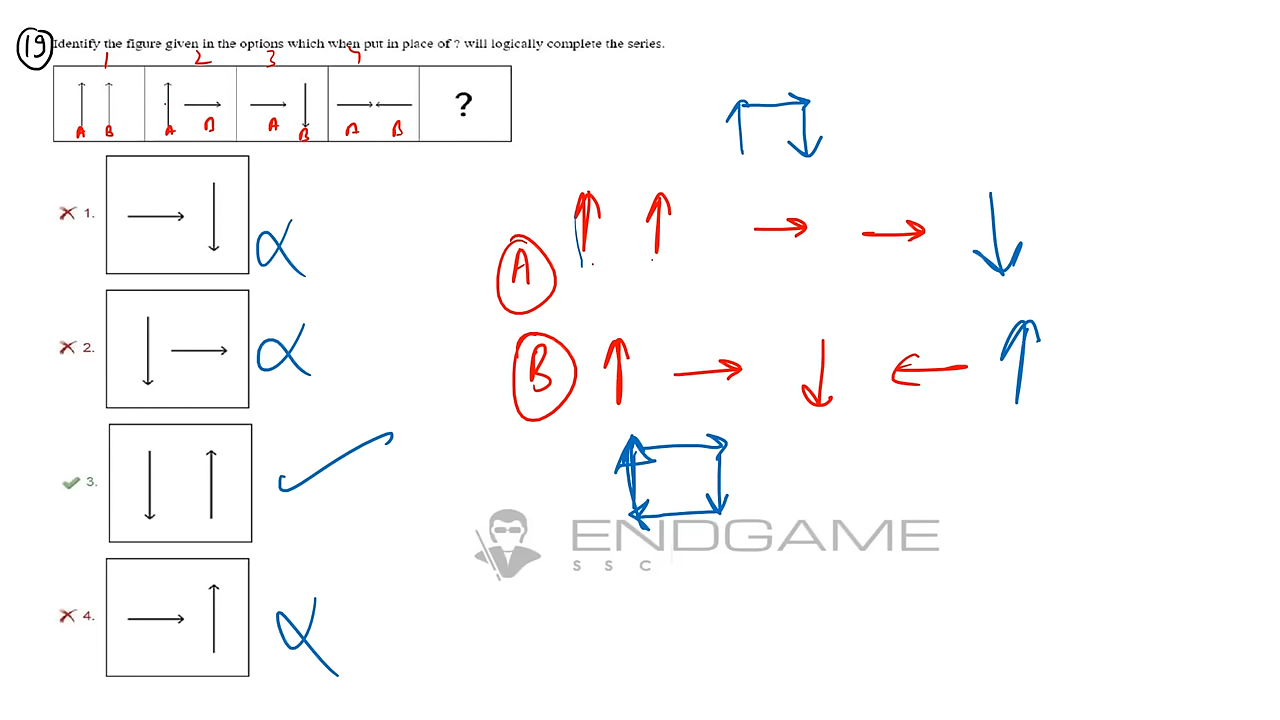 19 Identify the figure given in the options which when put in place of ? will logically complete the series.
1 2 3 4
A B A B A B A B
?
1.
2.
3.
4.
A
B
ENDGAME
SSC